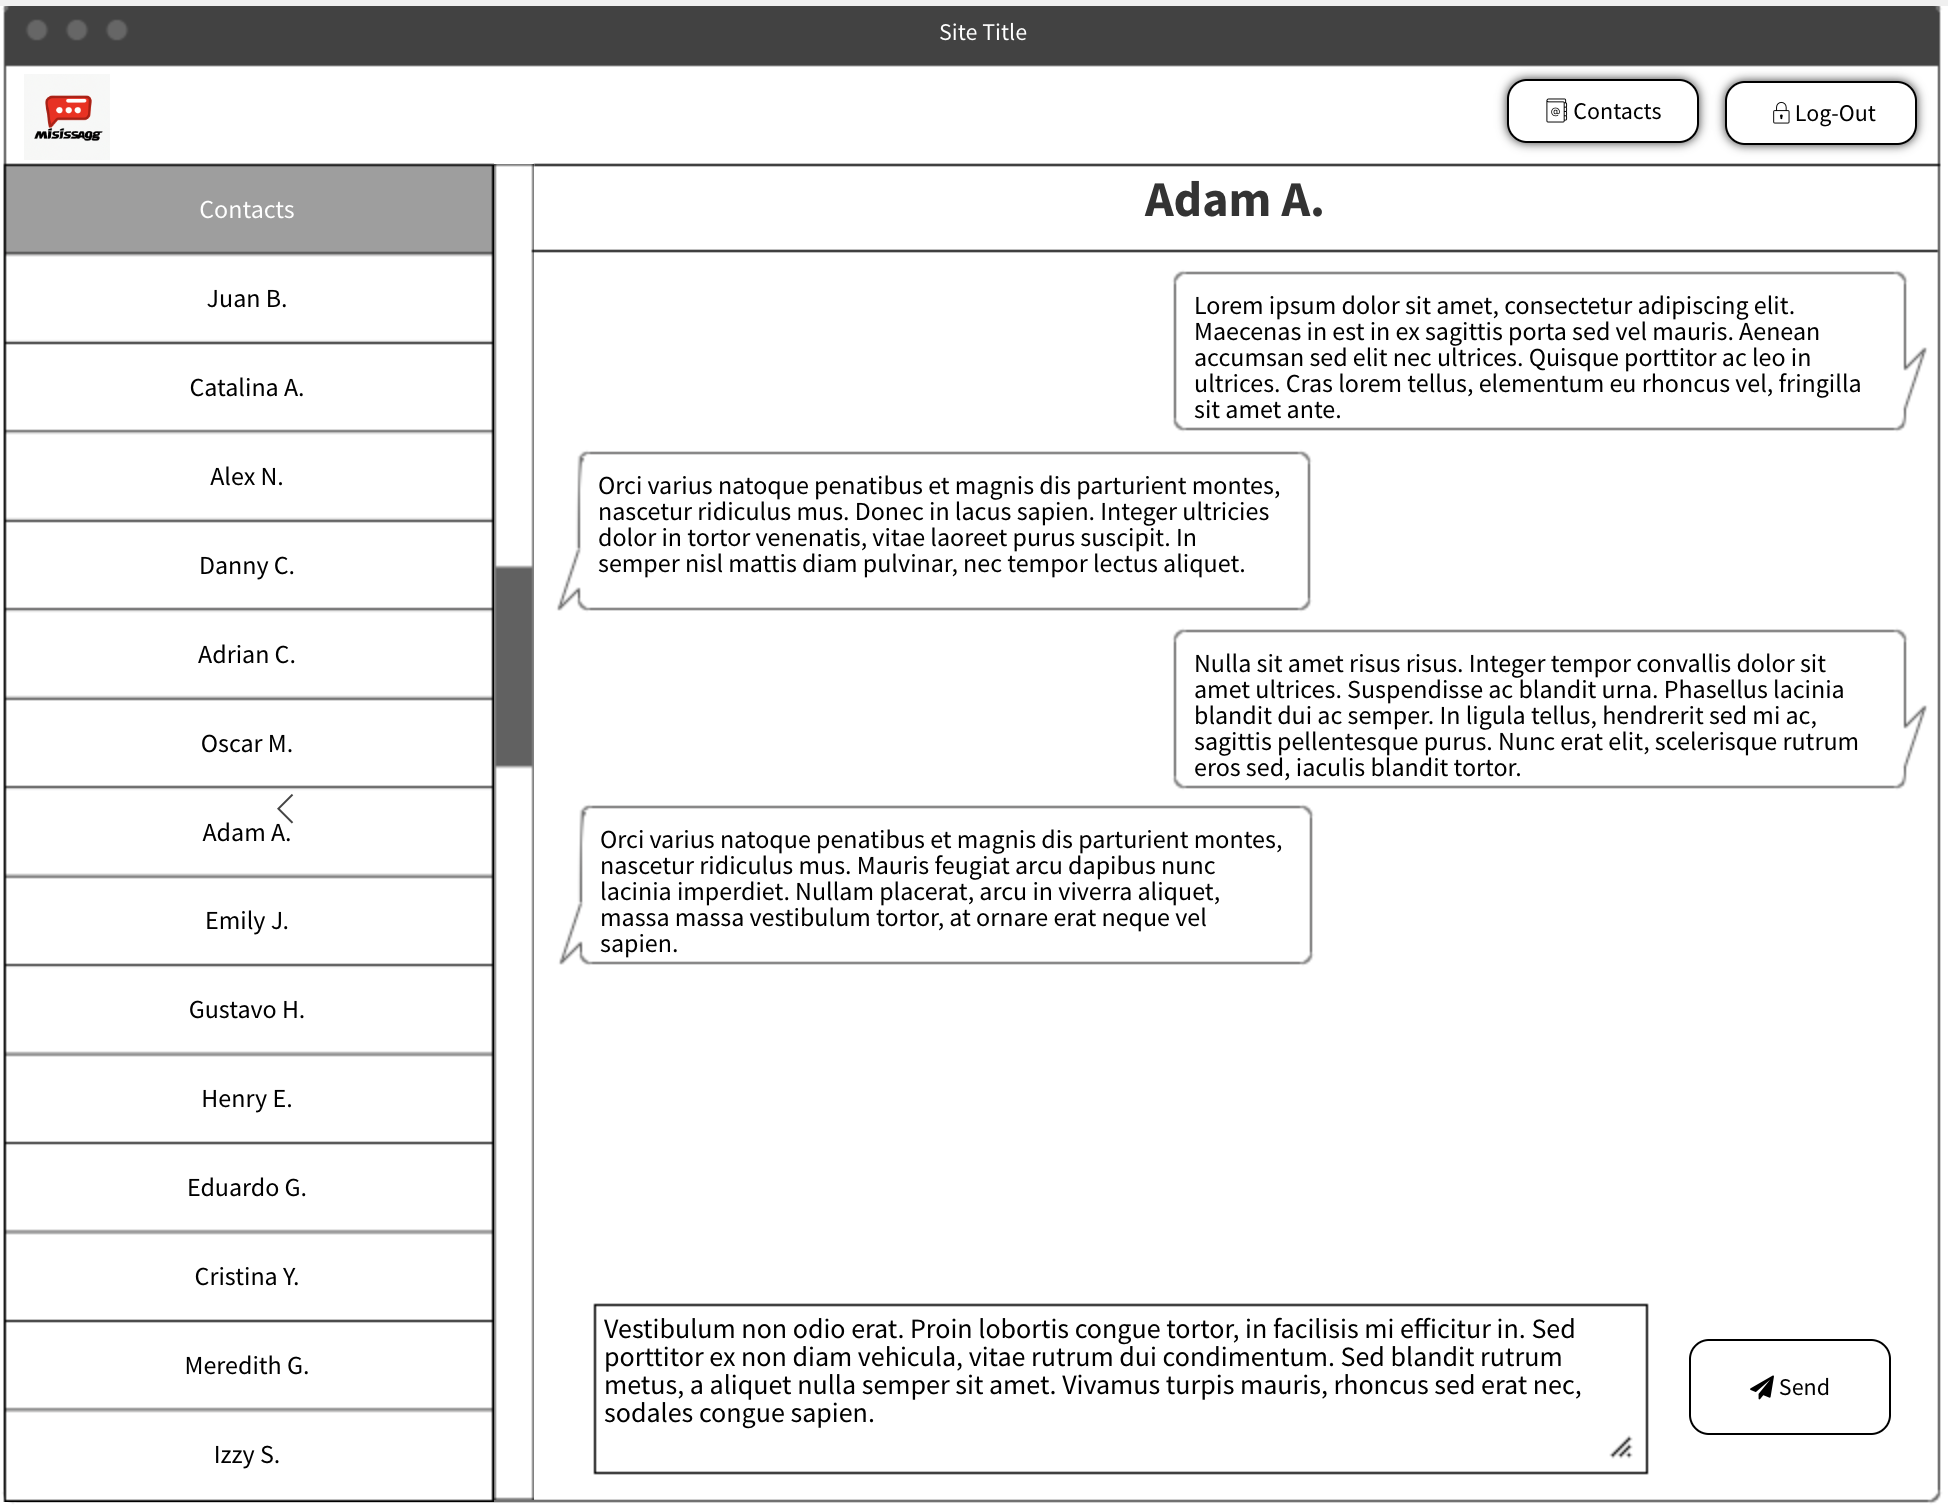 Site Title
misissagg
Contacts
Log-Out
Contacts
Juan B.
Catalina A.
Alex N.
Danny C.
Adrian C.
Oscar M.
Adam A.
Emily J.
Gustavo H.
Henry E.
Eduardo G.
Cristina Y.
Meredith G.
Izzy S.
Adam A.
Lorem ipsum dolor sit amet, consectetur adipiscing elit.
Maecenas in est in ex sagittis porta sed vel mauris. Aenean
accumsan sed elit nec ultrices. Quisque porttitor ac leo in
ultrices. Cras lorem tellus, elementum eu rhoncus vel, fringilla
sit amet ante.
Orci varius natoque penatibus et magnis dis parturient montes,
nascetur ridiculus mus. Donec in lacus sapien. Integer ultricies
dolor in tortor venenatis, vitae laoreet purus suscipit. In
semper nisl mattis diam pulvinar, nec tempor lectus aliquet.
Nulla sit amet risus risus. Integer tempor convallis dolor sit
amet ultrices. Suspendisse ac blandit urna. Phasellus lacinia
blandit dui ac semper. In ligula tellus, hendrerit sed mi ac,
sagittis pellentesque purus. Nunc erat elit, scelerisque rutrum
eros sed, iaculis blandit tortor.
Orci varius natoque penatibus et magnis dis parturient montes,
nascetur ridiculus mus. Mauris feugiat arcu dapibus nunc
lacinia imperdiet. Nullam placerat, arcu in viverra aliquet,
massa massa vestibulum tortor, at ornare erat neque vel
sapien.
Vestibulum non odio erat. Proin lobortis congue tortor, in facilisis mi efficitur in. Sed
porttitor ex non diam vehicula, vitae rutrum dui condimentum. Sed blandit rutrum
metus, a aliquet nulla semper sit amet. Vivamus turpis mauris, rhoncus sed erat nec,
sodales congue sapien.
Send